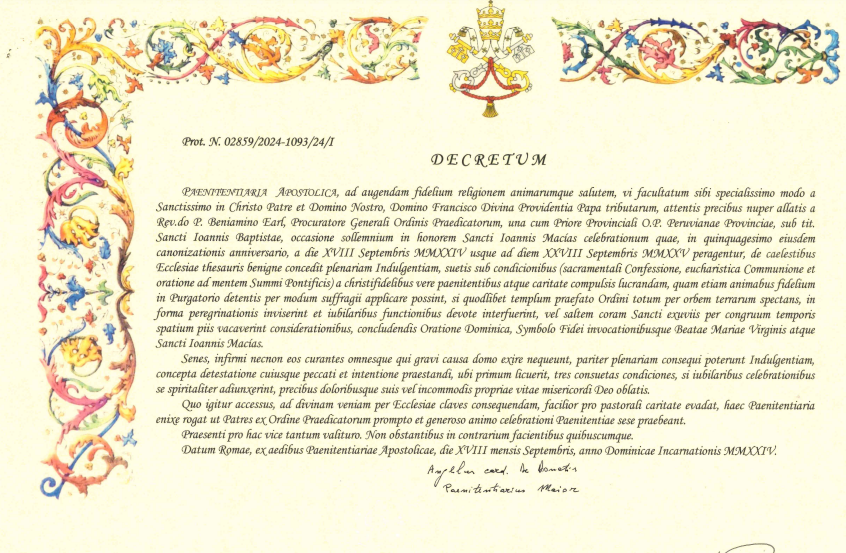 Prot. N. 02859/2024-1093/24/I
DECRETUM
PAENITENTIARIA APOSTOLICA, ad augendam fidelium religionem animarumque salutem, vi facultatum sibi specialissimo modo a
Sanctissimo in Christo Patre et Domino Nostro, Domino Francisco Divina Providentia Papa tributarum, attentis precibus nuper allatis a
Rev.do P. Beniamino Earl, Procuratore Generali Ordinis Praedicatorum, una cum Priore Provinciali O.P. Peruvianae Provinciae, sub tit.
Sancti Ioannis Baptistae, occasione sollemnium in honorem Sancti Ioannis Macías celebrationum quae, in quinquagesimo eiusdem
canonizationis anniversario, a die XVIII Septembris MMXXIV usque ad diem XXVIII Septembris MMXXV peragentur, de caelestibus
Ecclesiae thesauris benigne concedit plenariam Indulgentiam, suetis sub condicionibus (sacramentali Confessione, eucharistica Communione et
oratione ad mentem Summi Pontificis) a christifidelibus vere paenitentibus atque caritate compulsis lucrandam, quam etiam animabus fidelium
in Purgatorio detentis per modum suffragii applicare possint, si quodlibet templum praefato Ordini totum per orbem terrarum spectans, in
forma peregrinationis inviserint et iubilaribus functionibus devote interfuerint, vel saltem coram Sancti exuviis per congruum temporis
spatium piis vacaverint considerationibus, concludendis Oratione Dominica, Symbolo Fidei invocationibusque Beatae Mariae Virginis atque
Sancti Ioannis Macías.
Senes, infirmi necnon eos curantes omnesque qui gravi causa domo exire nequeunt, pariter plenariam consequi poterunt Indulgentiam,
concepta detestatione cuiusque peccati et intentione praestandi, ubi primum licuerit, tres consuetas condiciones, si iubilaribus celebrationibus
se spiritaliter adiunxerint, precibus doloribusque suis vel incommodis propriae vitae misericordi Deo oblatis.
Quo igitur accessus, ad divinam veniam per Ecclesiae claves consequendam, facilior pro pastorali caritate evadat, haec Paenitentiaria
enixe rogat ut Patres ex Ordine Praedicatorum prompto et generoso animo celebrationi Paenitentiae sese praebeant.
Praesenti pro hac vice tantum valituro. Non obstantibus in contrarium facientibus quibuscumque.
Datum Romae, ex aedibus Paenitentiariae Apostolicae, die XVIII mensis Septembris, anno Dominicae Incarnationis MMXXIV.
Angelus card. De Donatis
Paenitentiarius Maior